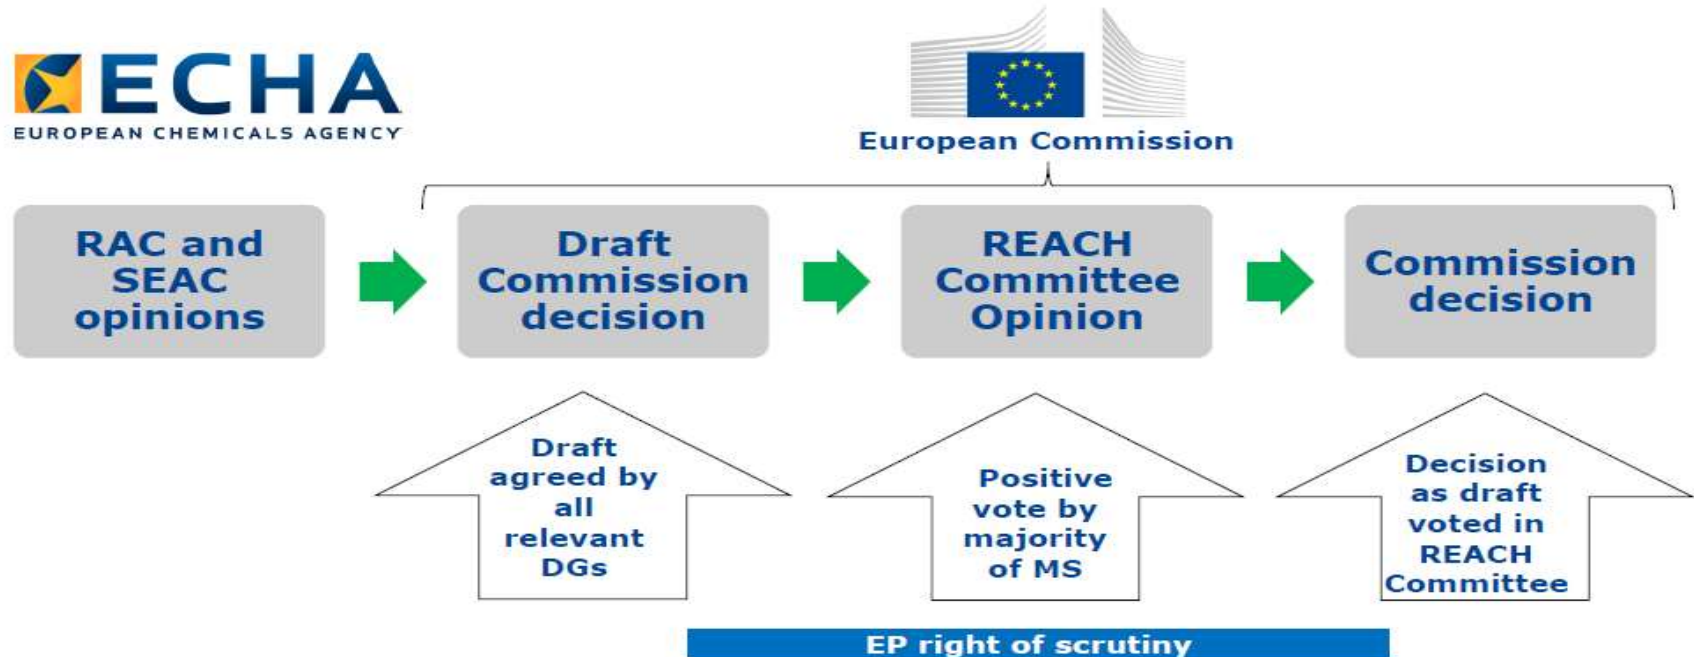 ECHA
EUROPEAN CHEMICALS AGENCY
European Commission
RAC and
SEAC
opinions
Draft
Commission
decision
REACH
Committee
Opinion
Commission
decision
Draft
agreed by
all
relevant
DGs
Positive
vote by
majority
of MS
Decision
as draft
voted in
REACH
Committee
EP right of scrutiny